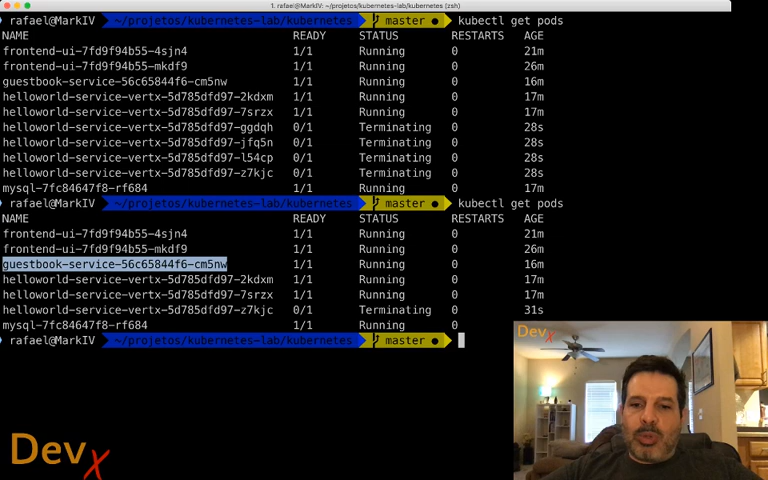 1. rafael@MarkIV: ~/projetos/kubernetes-lab/kubernetes (zsh)
rafael@MarkIV ~/projetos/kubernetes-lab/kubernetes master ● kubectl get pods
NAME READY STATUS RESTARTS AGE
frontend-ui-7fd9f94b55-4sjn4 1/1 Running 0 21m
frontend-ui-7fd9f94b55-mkdf9 1/1 Running 0 26m
guestbook-service-56c65844f6-cm5nw 1/1 Running 0 16m
helloworld-service-vertx-5d785dfd97-2kdxm 1/1 Running 0 17m
helloworld-service-vertx-5d785dfd97-7srzx 1/1 Running 0 17m
helloworld-service-vertx-5d785dfd97-ggdqh 0/1 Terminating 0 28s
helloworld-service-vertx-5d785dfd97-jfq5n 0/1 Terminating 0 28s
helloworld-service-vertx-5d785dfd97-l54cp 0/1 Terminating 0 28s
helloworld-service-vertx-5d785dfd97-z7kjc 0/1 Terminating 0 28s
mysql-7fc84647f8-rf684 1/1 Running 0 17m
rafael@MarkIV ~/projetos/kubernetes-lab/kubernetes master ● kubectl get pods
NAME READY STATUS RESTARTS AGE
frontend-ui-7fd9f94b55-4sjn4 1/1 Running 0 21m
frontend-ui-7fd9f94b55-mkdf9 1/1 Running 0 26m
guestbook-service-56c65844f6-cm5nw 1/1 Running 0 16m
helloworld-service-vertx-5d785dfd97-2kdxm 1/1 Running 0 17m
helloworld-service-vertx-5d785dfd97-7srzx 1/1 Running 0 17m
helloworld-service-vertx-5d785dfd97-z7kjc 0/1 Terminating 0 31s
mysql-7fc84647f8-rf684 1/1 Running 0
rafael@MarkIV ~/projetos/kubernetes-lab/kubernetes master ●
Dev x
Dev x